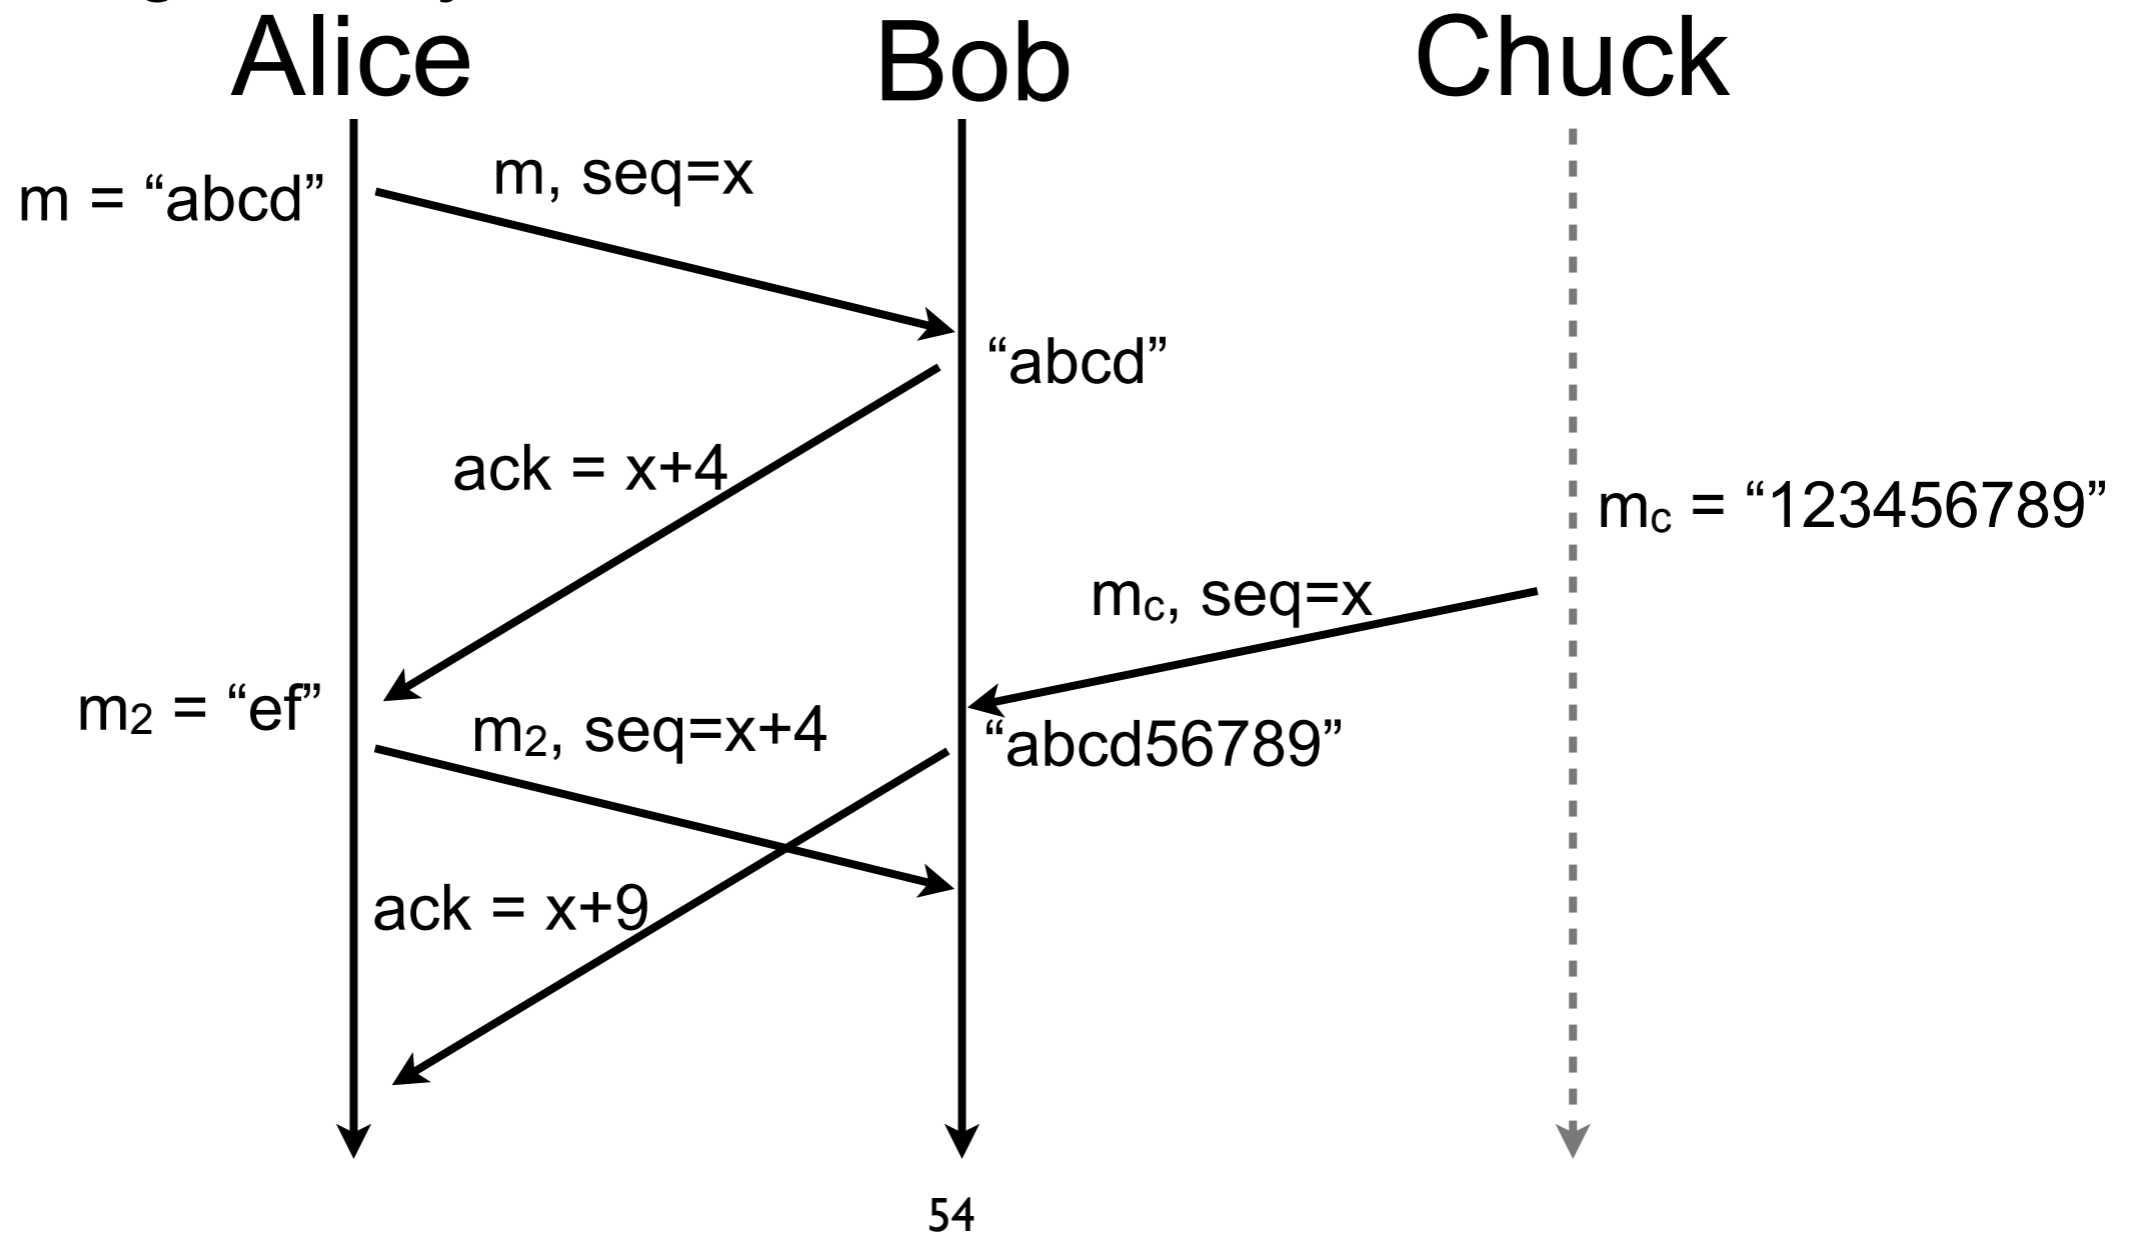 Alice
Bob
Chuck
m, seq=x
m = “abcd”
“abcd”
ack = x+4
mc = “123456789”
mc, seq=x
m2 = “ef”
m2, seq=x+4
“abcd56789”
ack = x+9
54